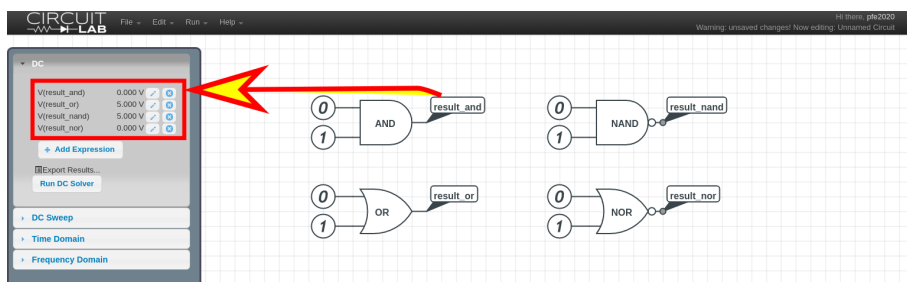 CIRCUIT
LAB
File Edit Run Help
Hi there, pfe2020
Warning: unsaved changes! Now editing: Unnamed Circuit
DC
V(result_and) 0.000 V
V(result_or) 5.000 V
V(result_nand) 5.000 V
V(result_nor) 0.000 V
+ Add Expression
Export Results...
Run DC Solver
DC Sweep
Time Domain
Frequency Domain
0
1
AND
result_and
0
1
NAND
result_nand
0
1
OR
result_or
0
1
NOR
result_nor